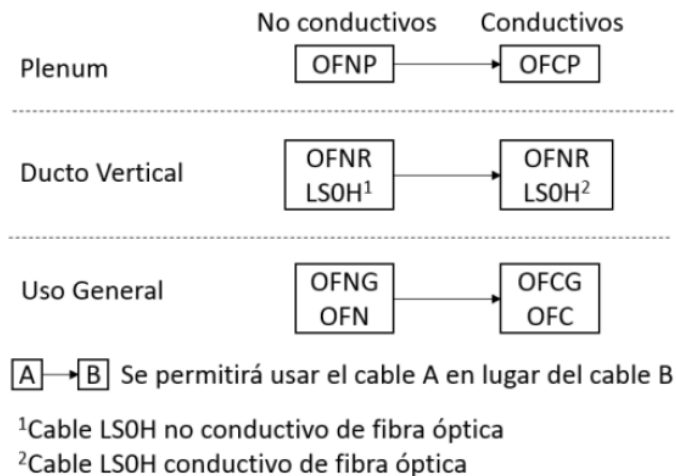 No conductivos Conductivos
Plenum OFNP OFCP
Ducto Vertical
OFNR OFNR
LS0H¹ LS0H²
Uso General
OFNG OFCG
OFN OFC
A B Se permitirá usar el cable A en lugar del cable B
¹Cable LS0H no conductivo de fibra óptica
²Cable LS0H conductivo de fibra óptica